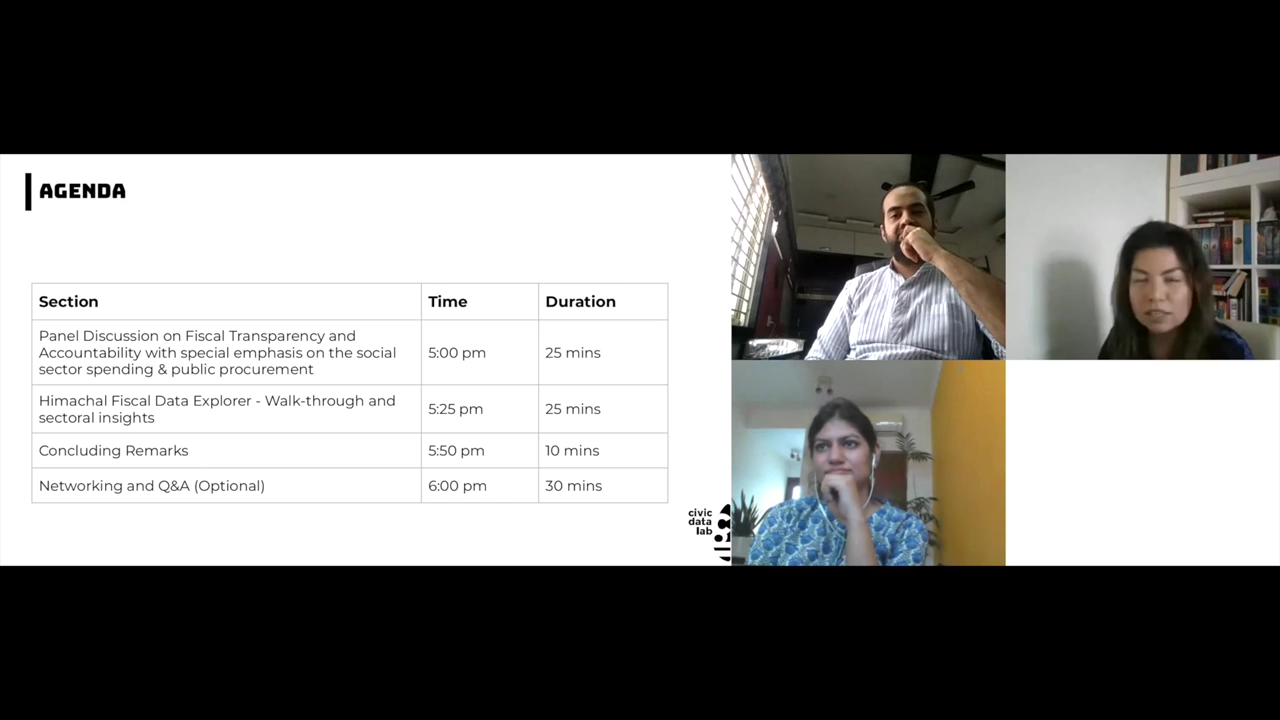 AGENDA
Section Time Duration
Panel Discussion on Fiscal Transparency and
Accountability with special emphasis on the social
sector spending & public procurement
5:00 pm 25 mins
Himachal Fiscal Data Explorer - Walk-through and
sectoral insights
5:25 pm 25 mins
Concluding Remarks 5:50 pm 10 mins
Networking and Q&A (Optional) 6:00 pm 30 mins
civic
data
lab